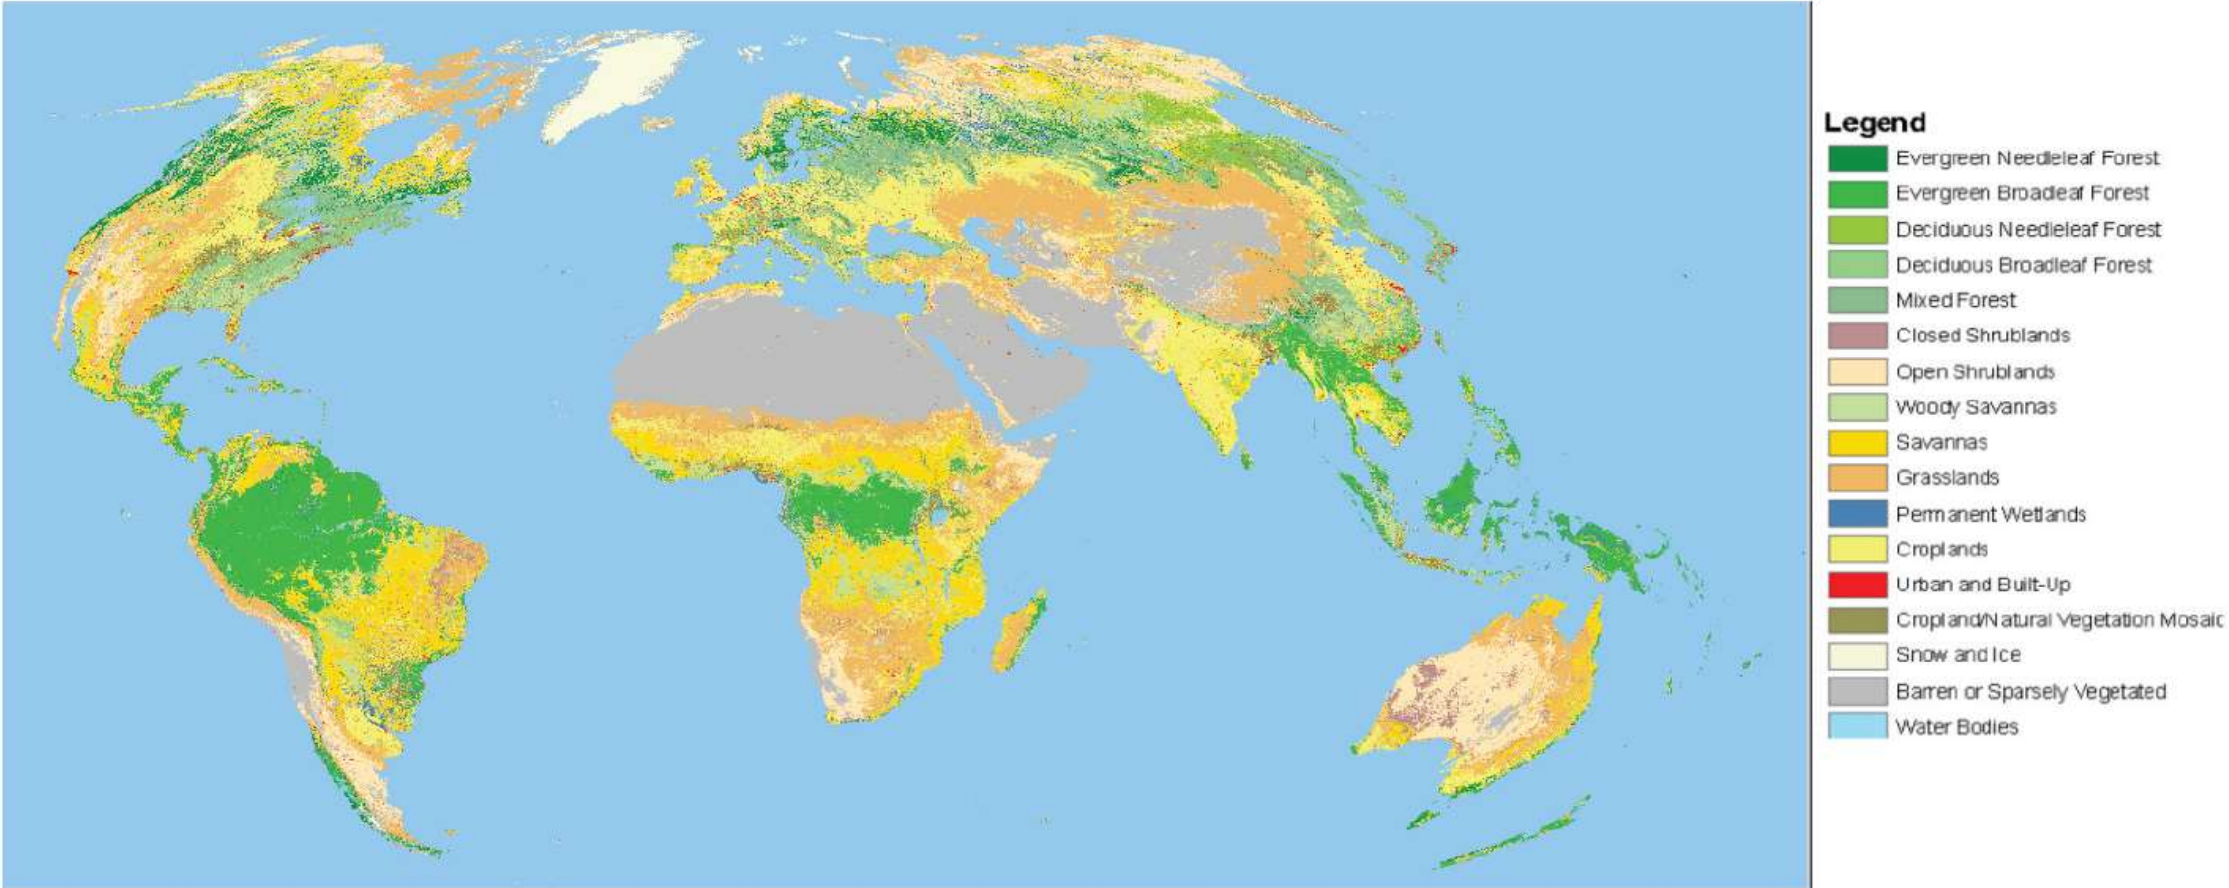 Legend
Evergreen Needleleaf Forest
Evergreen Broadleaf Forest
Deciduous Needleleaf Forest
Deciduous Broadleaf Forest
Mixed Forest
Closed Shrublands
Open Shrublands
Woody Savannas
Savannas
Grasslands
Permanent Wetlands
Croplands
Urban and Built-Up
Cropland/Natural Vegetation Mosaic
Snow and Ice
Barren or Sparsely Vegetated
Water Bodies